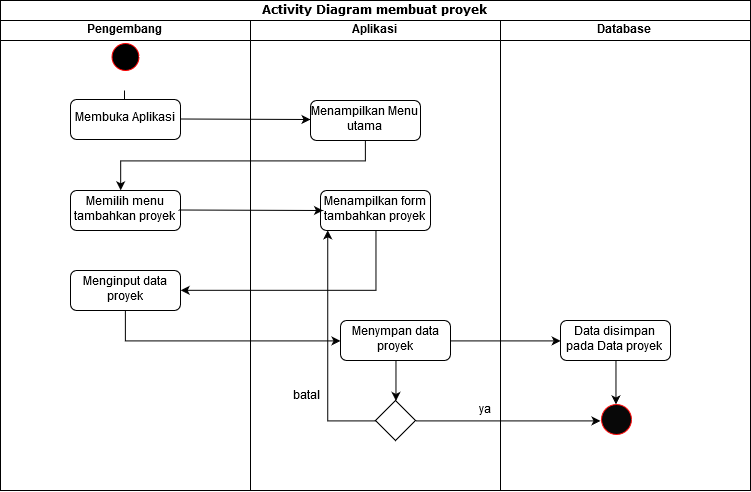 Activity Diagram membuat proyek
Pengembang
Aplikasi
Database
Membuka Aplikasi
Menampilkan Menu
utama
Memilih menu
tambahkan proyek
Menampilkan form
tambahkan proyek
Menginput data
proyek
Menympan data
proyek
Data disimpan
pada Data proyek
batal
ya